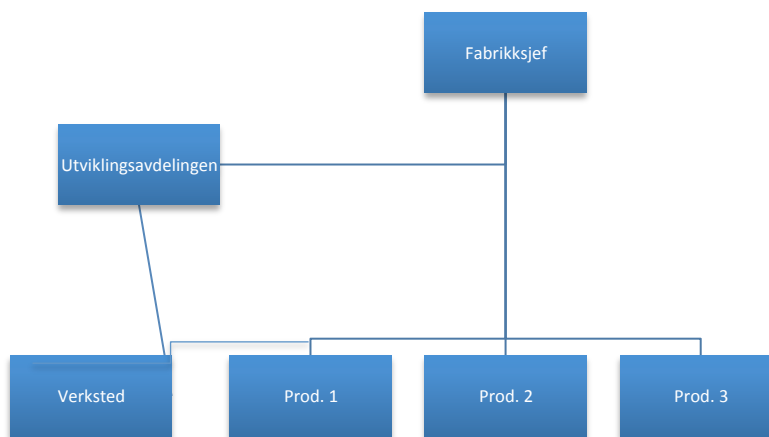 Fabrikksjef
Utviklingsavdelingen
Verksted
Prod. 1
Prod. 2
Prod. 3